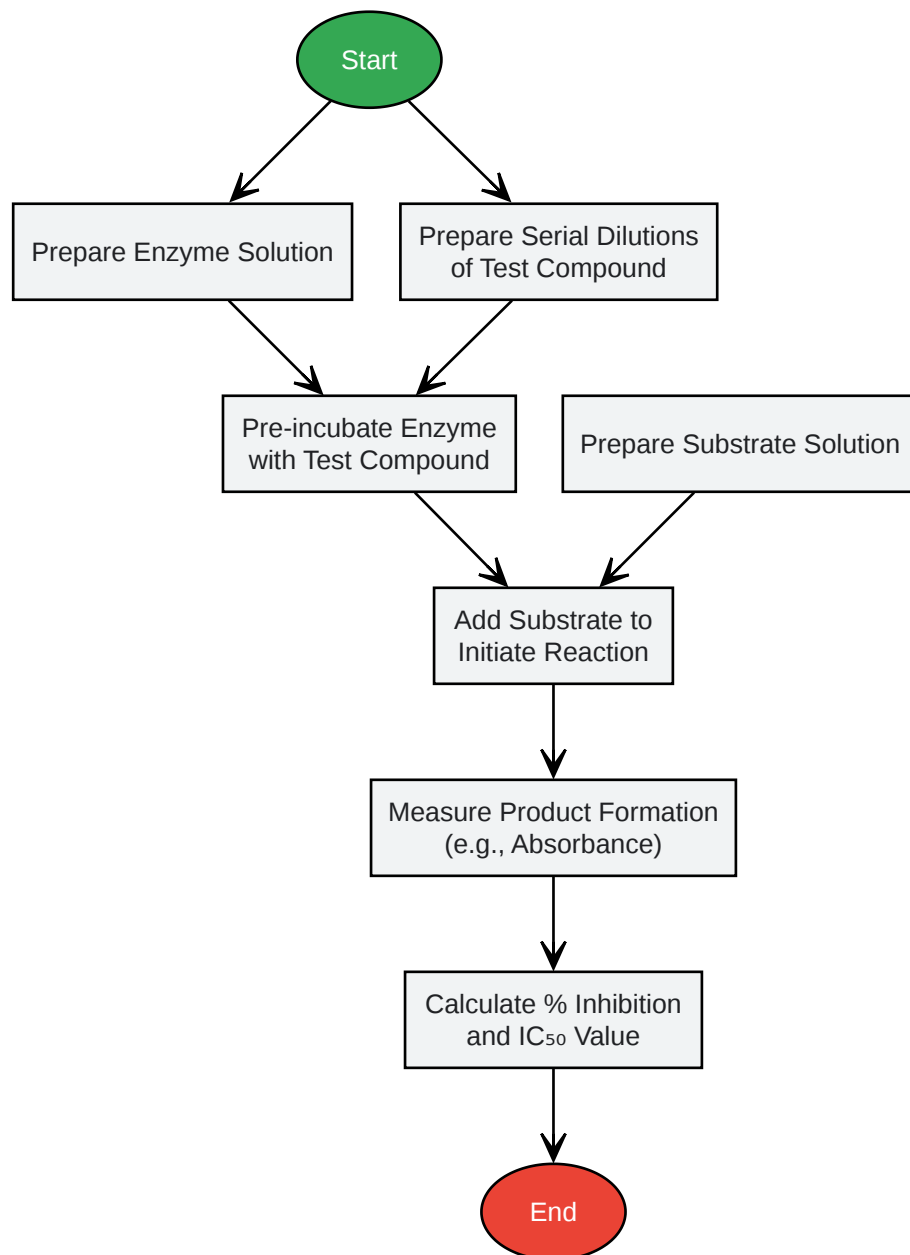 Start
Prepare Enzyme Solution
Prepare Serial Dilutions
of Test Compound
Pre-incubate Enzyme
with Test Compound
Prepare Substrate Solution
Add Substrate to
Initiate Reaction
Measure Product Formation
(e.g., Absorbance)
Calculate % Inhibition
and IC₅₀ Value
End